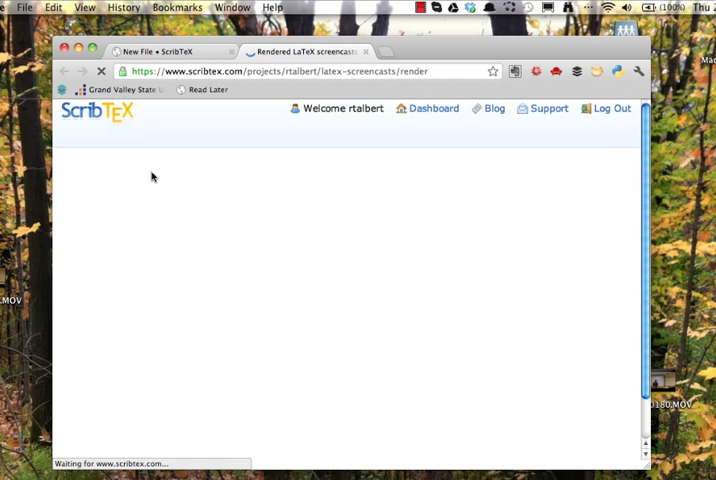 File Edit View History Bookmarks Window Help (100%) Thu
New File • ScribTeX Rendered LaTeX screencasts
https://www.scribtex.com/projects/rtalbert/latex-screencasts/render
Grand Valley State U Read Later
ScribTEX Welcome rtalbert Dashboard Blog Support Log Out
.MOV
0180.MOV
Waiting for www.scribtex.com...